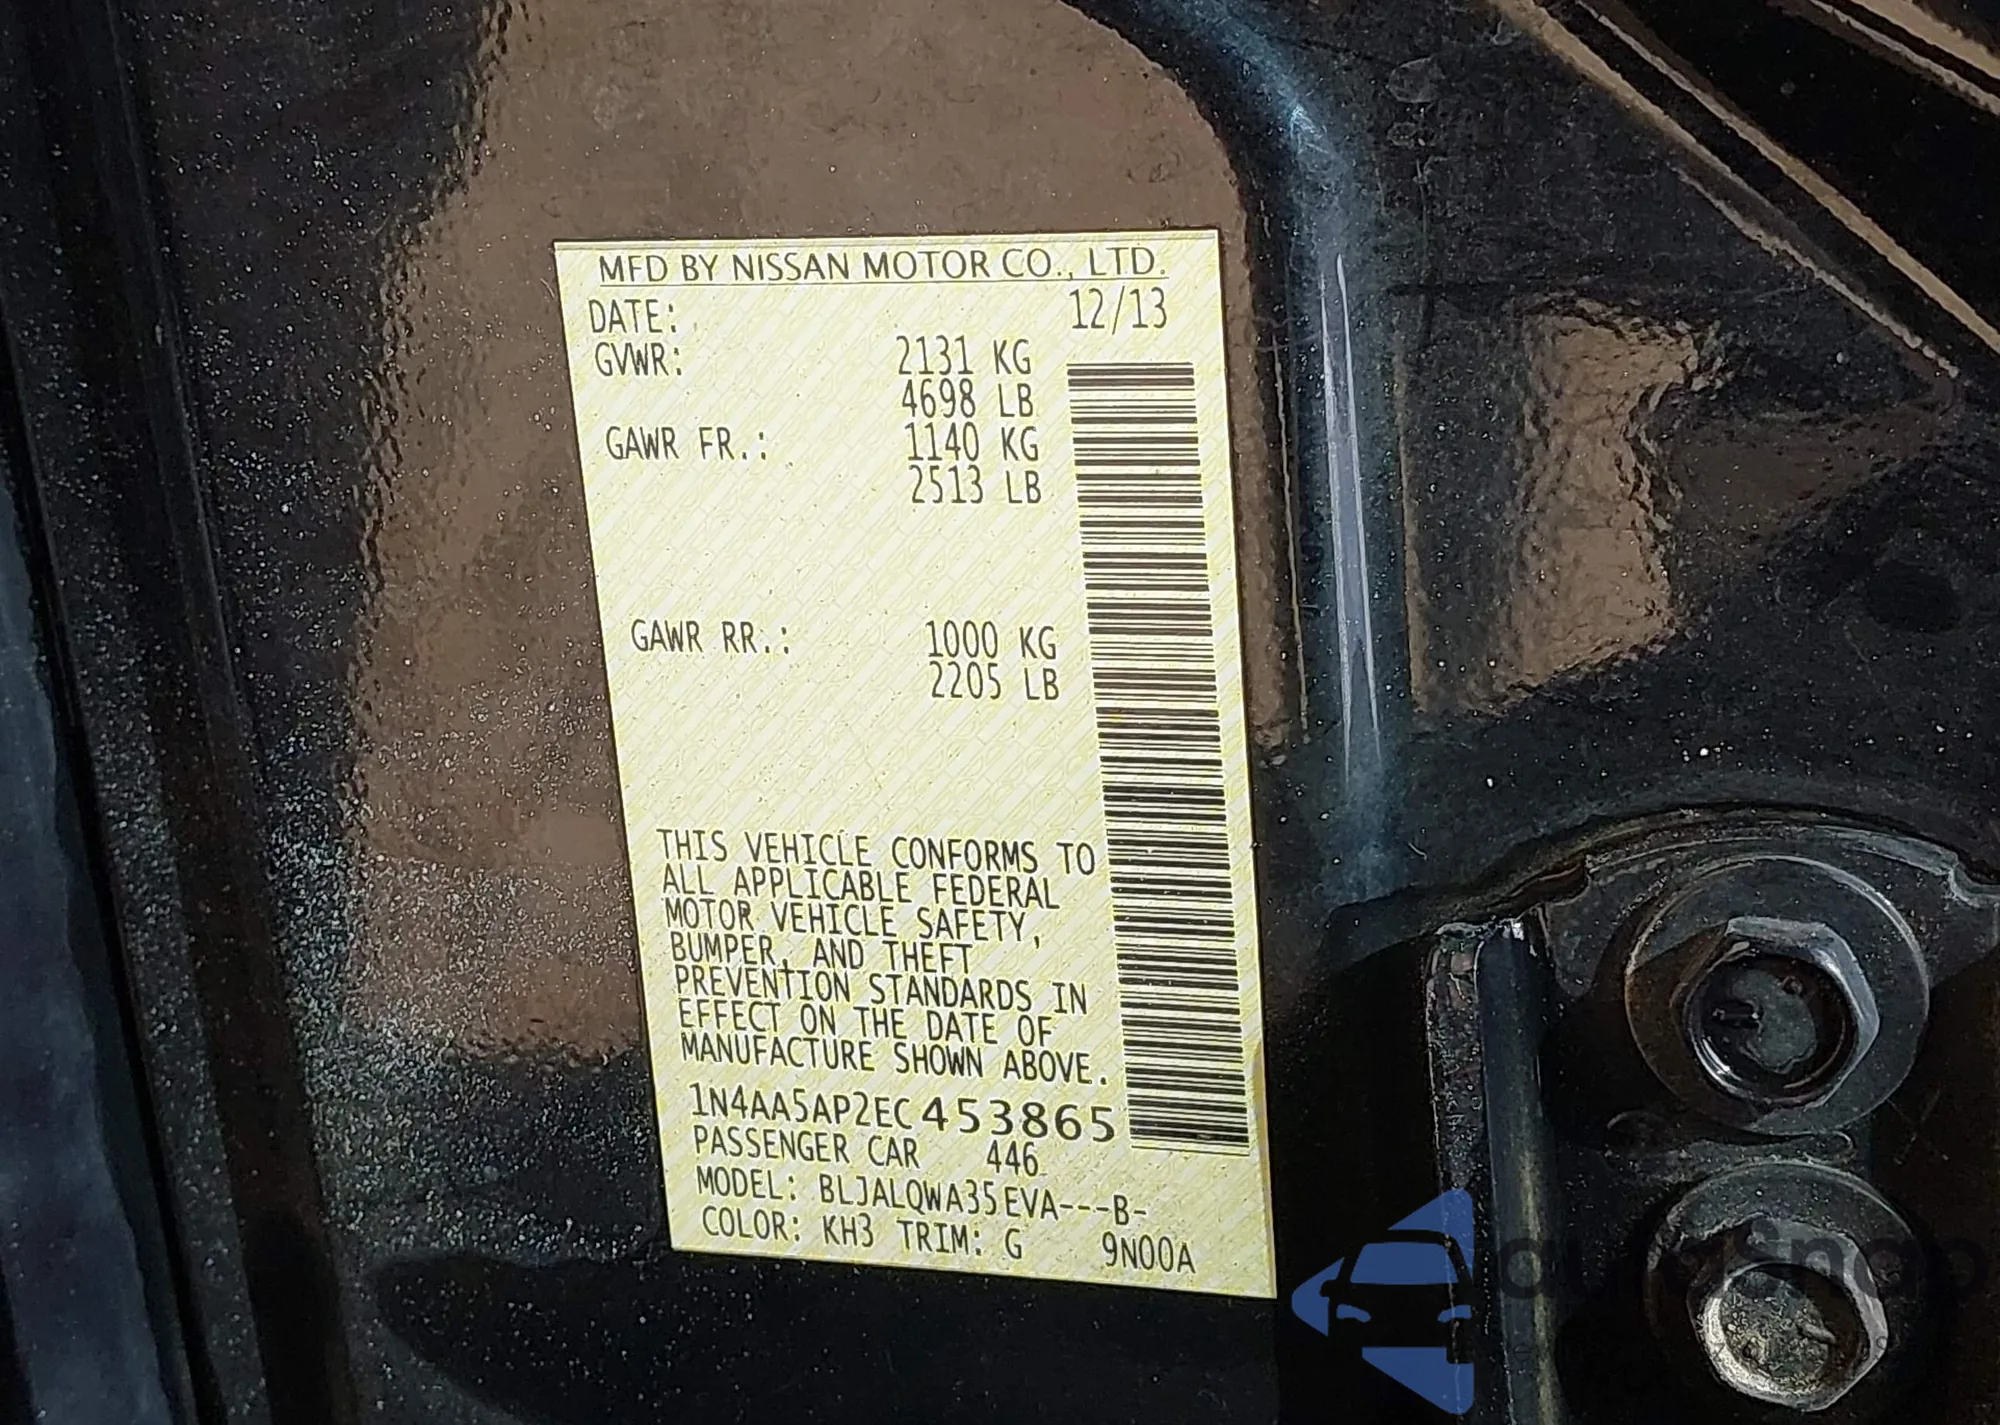 MFD BY NISSAN MOTOR CO., LTD.
DATE: 12/13
GVWR: 2131 KG
4698 LB
GAWR FR.: 1140 KG
2513 LB
GAWR RR.: 1000 KG
2205 LB
THIS VEHICLE CONFORMS TO
ALL APPLICABLE FEDERAL
MOTOR VEHICLE SAFETY,
BUMPER, AND THEFT
PREVENTION STANDARDS IN
EFFECT ON THE DATE OF
MANUFACTURE SHOWN ABOVE.
1N4AA5AP2EC453865
PASSENGER CAR 446
MODEL: BLJALQWA35EVA---B-
COLOR: KH3 TRIM: G 9N00A